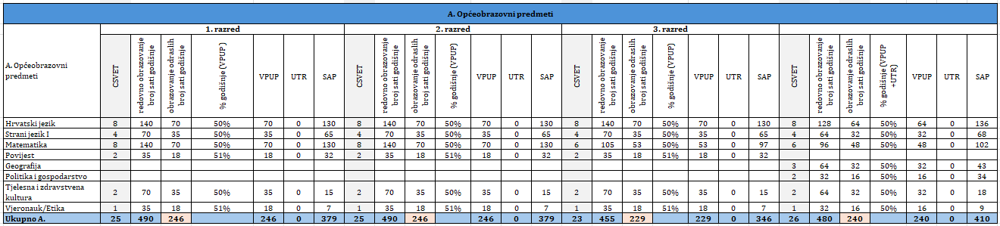 A. Općeobrazovni predmeti
1. razred 2. razred 3. razred
A. Općeobrazovni predmeti CSVET redovno obrazovanje broj sati godišnje obrazovanje odraslih broj sati godišnje % godišnje (VPUP) VPUP UTR SAP CSVET redovno obrazovanje broj sati godišnje obrazovanje odraslih broj sati godišnje % godišnje (VPUP) VPUP UTR SAP CSVET redovno obrazovanje broj sati godišnje obrazovanje odraslih broj sati godišnje % godišnje (VPUP) VPUP UTR SAP CSVET redovno obrazovanje broj sati godišnje obrazovanje odraslih broj sati godišnje % godišnje (VPUP +UTR) VPUP UTR SAP
Hrvatski jezik 8 140 70 50% 70 0 130 8 140 70 50% 70 0 130 8 140 70 50% 70 0 130 8 128 64 50% 64 0 136
Strani jezik I 4 70 35 50% 35 0 65 4 70 35 50% 35 0 65 4 70 35 50% 35 0 65 4 64 32 50% 32 0 68
Matematika 8 140 70 50% 70 0 130 8 140 70 50% 70 0 130 6 105 53 50% 53 0 97 6 96 48 50% 48 0 102
Povijest 2 35 18 51% 18 0 32 2 35 18 51% 18 0 32 2 35 18 51% 18 0 32
Geografija 3 64 32 50% 32 0 43
Politika i gospodarstvo 2 32 16 50% 16 0 34
Tjelesna i zdravstvena kultura 2 70 35 50% 35 0 15 2 70 35 50% 35 0 15 2 70 35 50% 35 0 15 2 64 32 50% 32 0 18
Vjeronauk/Etika 1 35 18 51% 18 0 7 1 35 18 51% 18 0 7 1 35 18 51% 18 0 7 1 32 16 50% 16 0 9
Ukupno A. 25 490 246 246 0 379 25 490 246 246 0 379 23 455 229 229 0 346 26 480 240 240 0 410